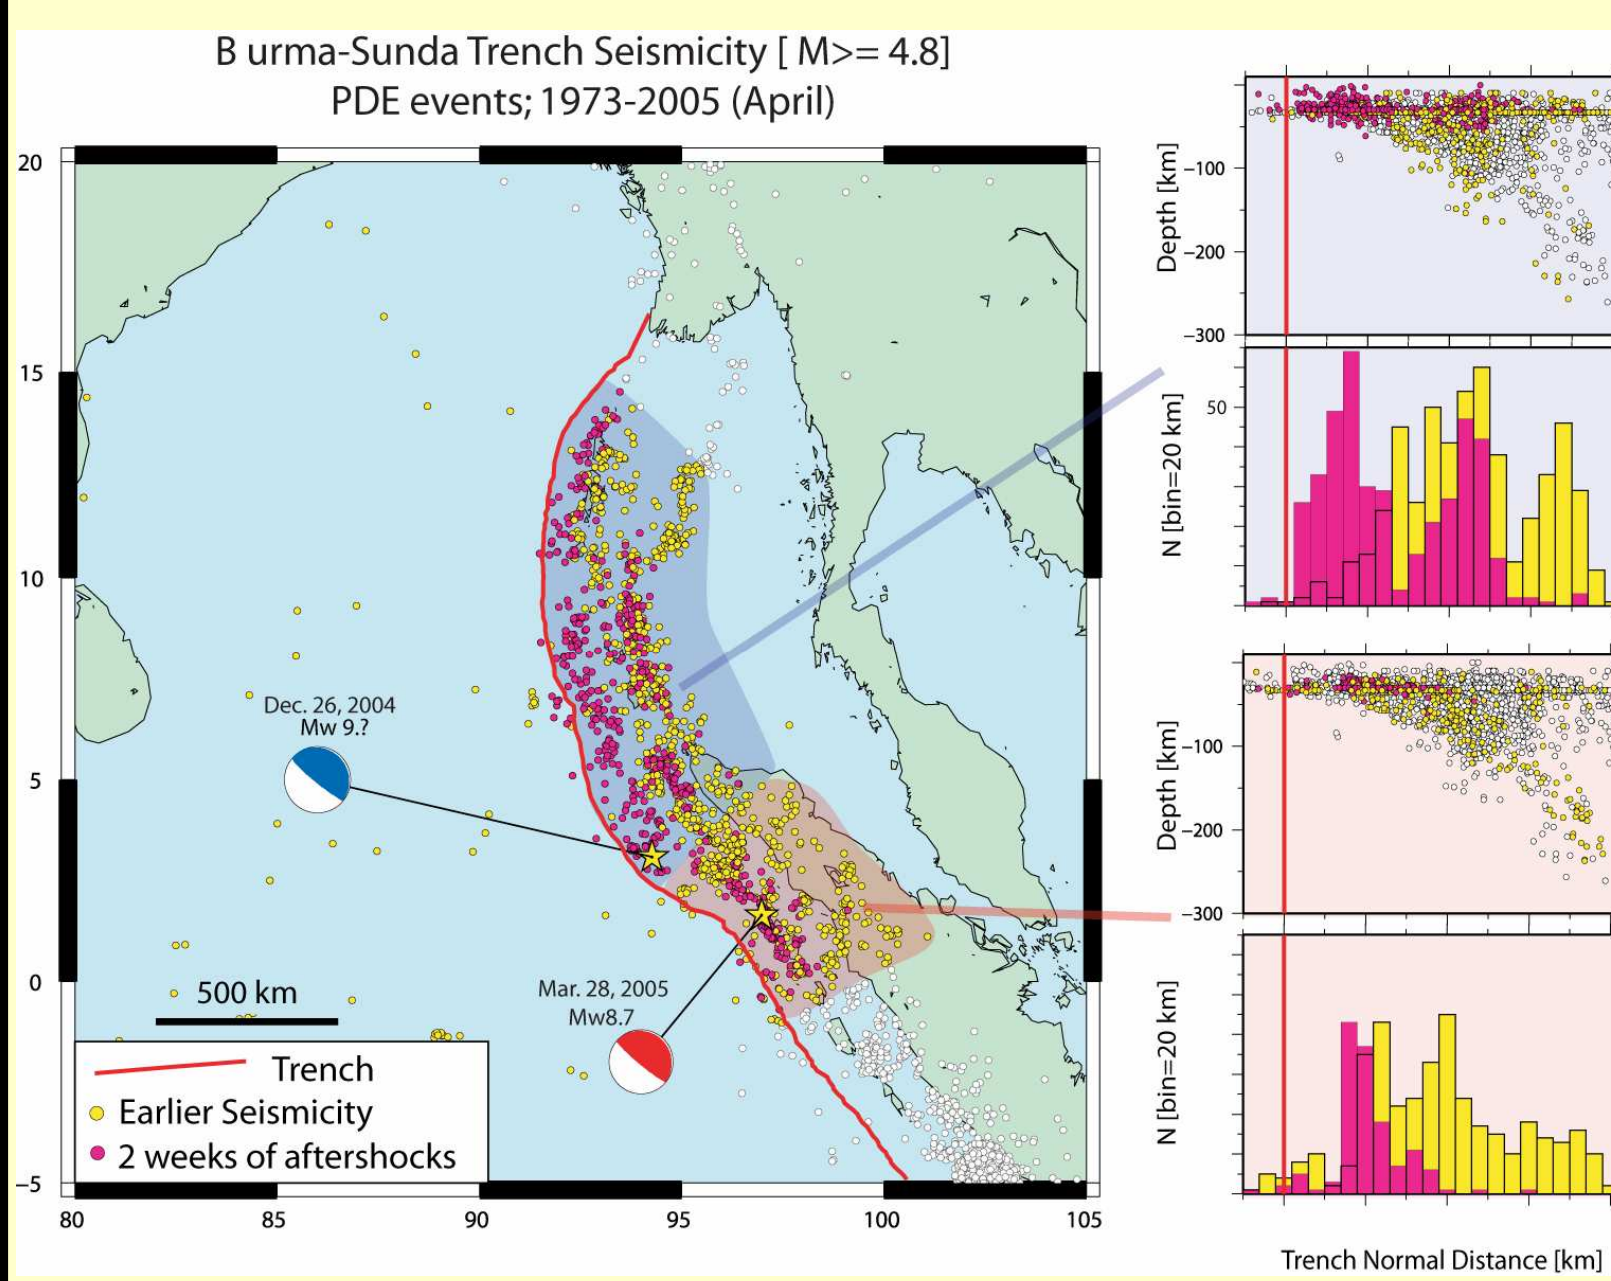 B urma-Sunda Trench Seismicity [ M>= 4.8]
PDE events; 1973-2005 (April)
20
15
10
5
0
−5
80
85
90
95
100
105
Dec. 26, 2004
Mw 9.?
Mar. 28, 2005
Mw8.7
500 km
Trench
Earlier Seismicity
2 weeks of aftershocks
Depth [km]
−100
−200
−300
N [bin=20 km]
50
Depth [km]
−100
−200
−300
N [bin=20 km]
Trench Normal Distance [km]